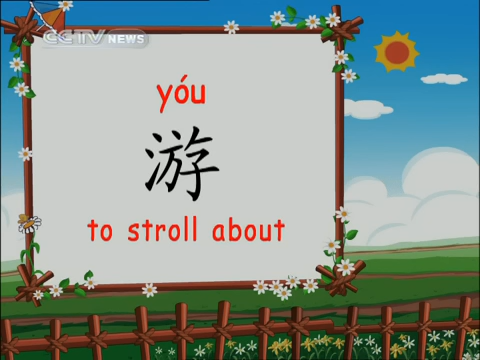 CCTV NEWS
yóu
游
to stroll about